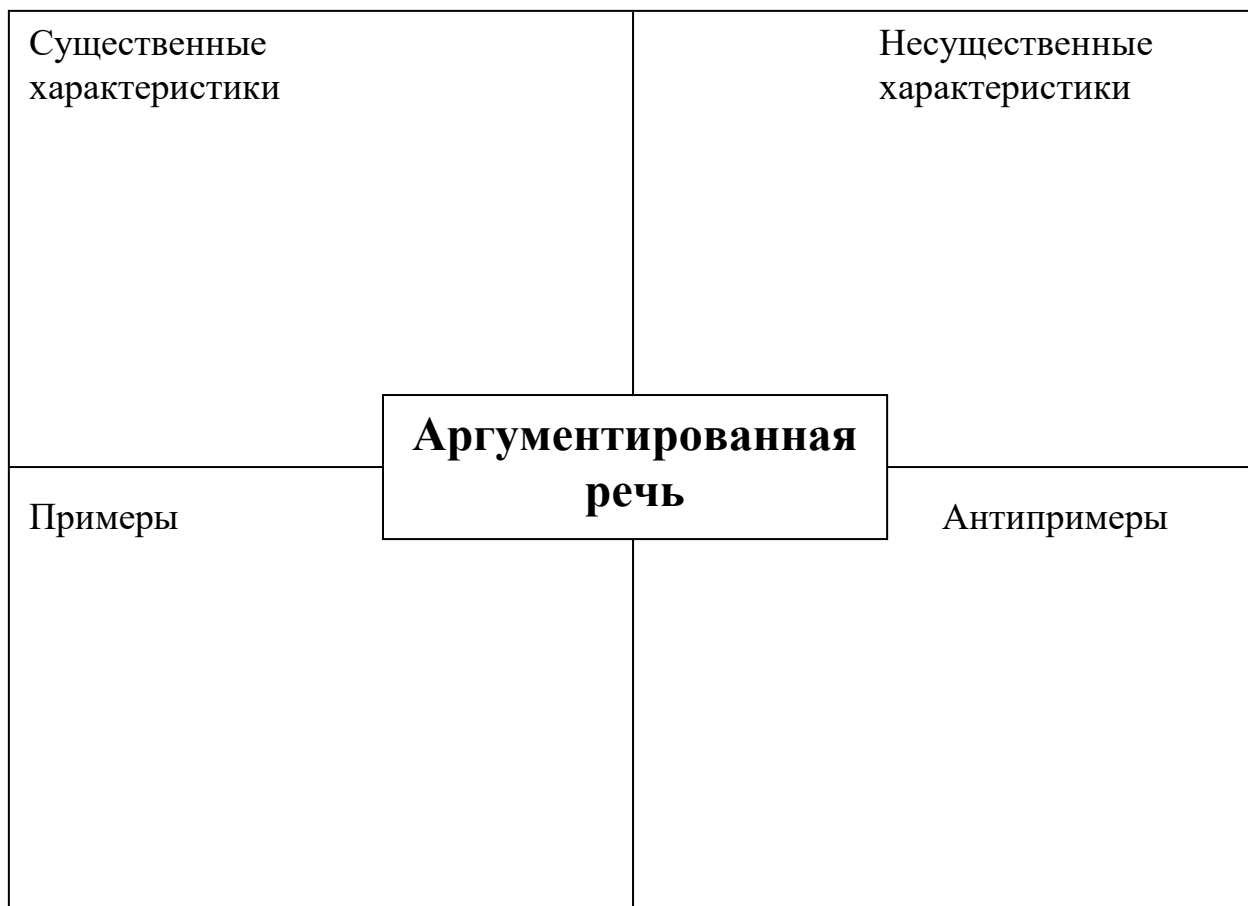 Существенные
характеристики
Несущественные
характеристики
Аргументированная
речь
Примеры
Антипримеры